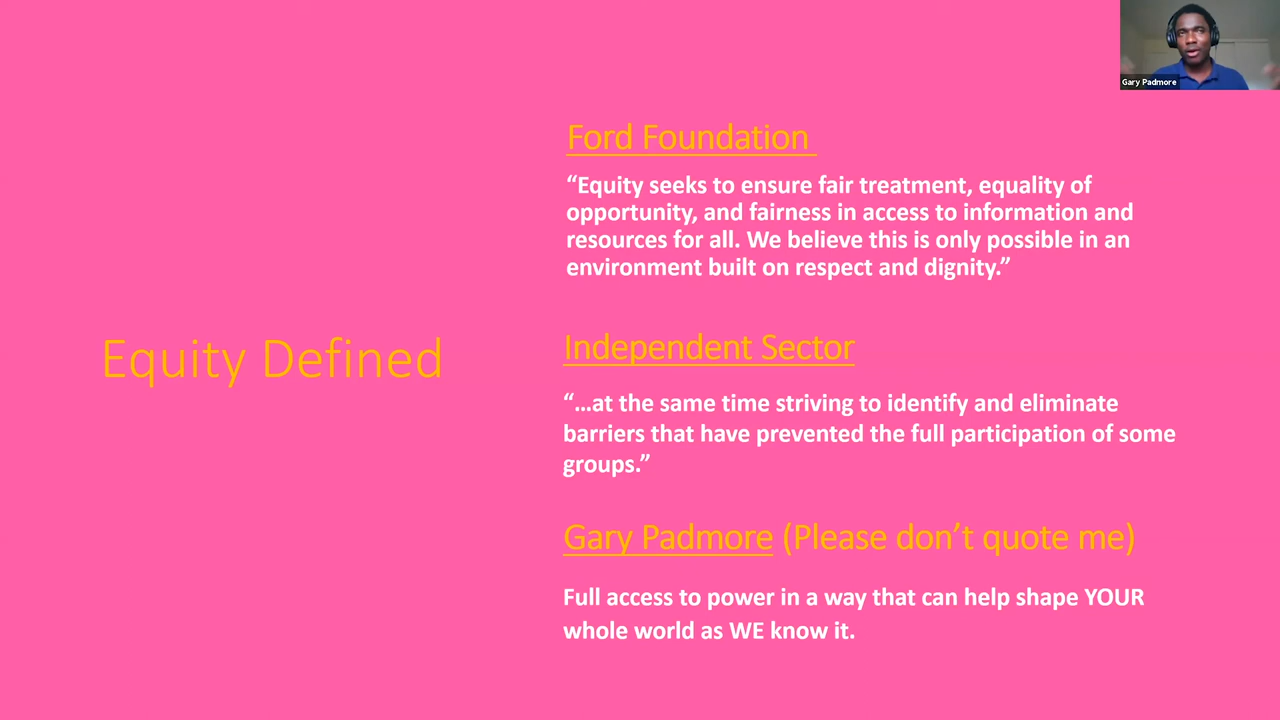 Gary Padmore
Equity Defined
Ford Foundation
“Equity seeks to ensure fair treatment, equality of
opportunity, and fairness in access to information and
resources for all. We believe this is only possible in an
environment built on respect and dignity.”
Independent Sector
“…at the same time striving to identify and eliminate
barriers that have prevented the full participation of some
groups.”
Gary Padmore (Please don’t quote me)
Full access to power in a way that can help shape YOUR
whole world as WE know it.